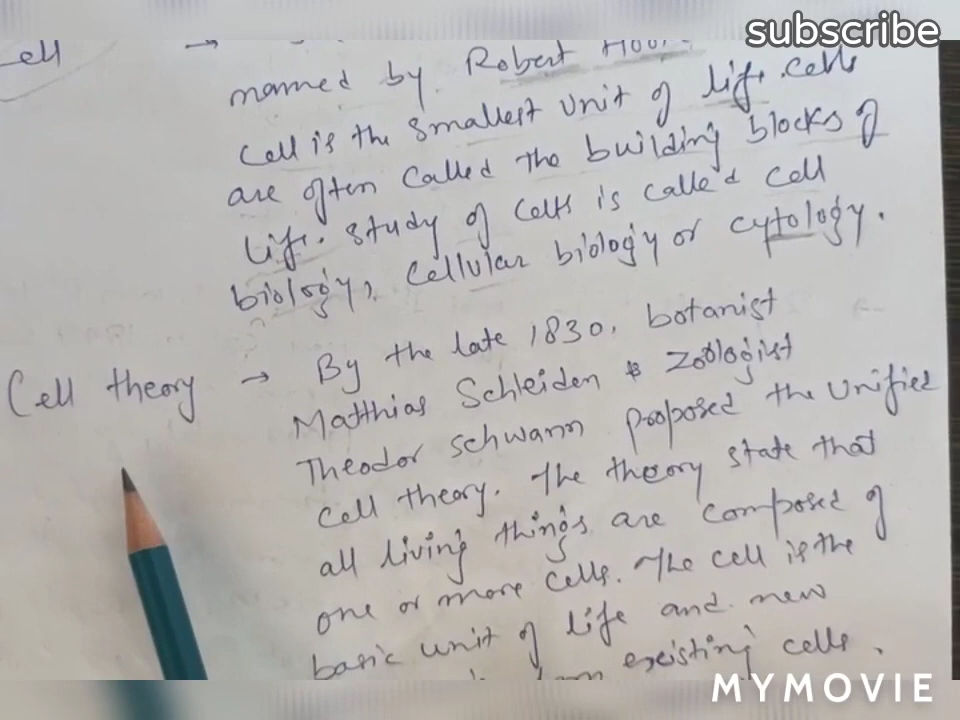 subscribe
cell →
named by Robert
Cell is the smallest unit of life. Cells
are often called the building blocks of
life. study of cells is called cell
biology, cellular biology or cytology.
Cell theory → By the late 1830, botanist
Matthias Schleiden & Zoologist
Theodor Schwann proposed the unified
cell theory. The theory state that
all living things are composed of
one or more cells. The cell is the
basic unit of life and new
existing cells.
MYMOVIE